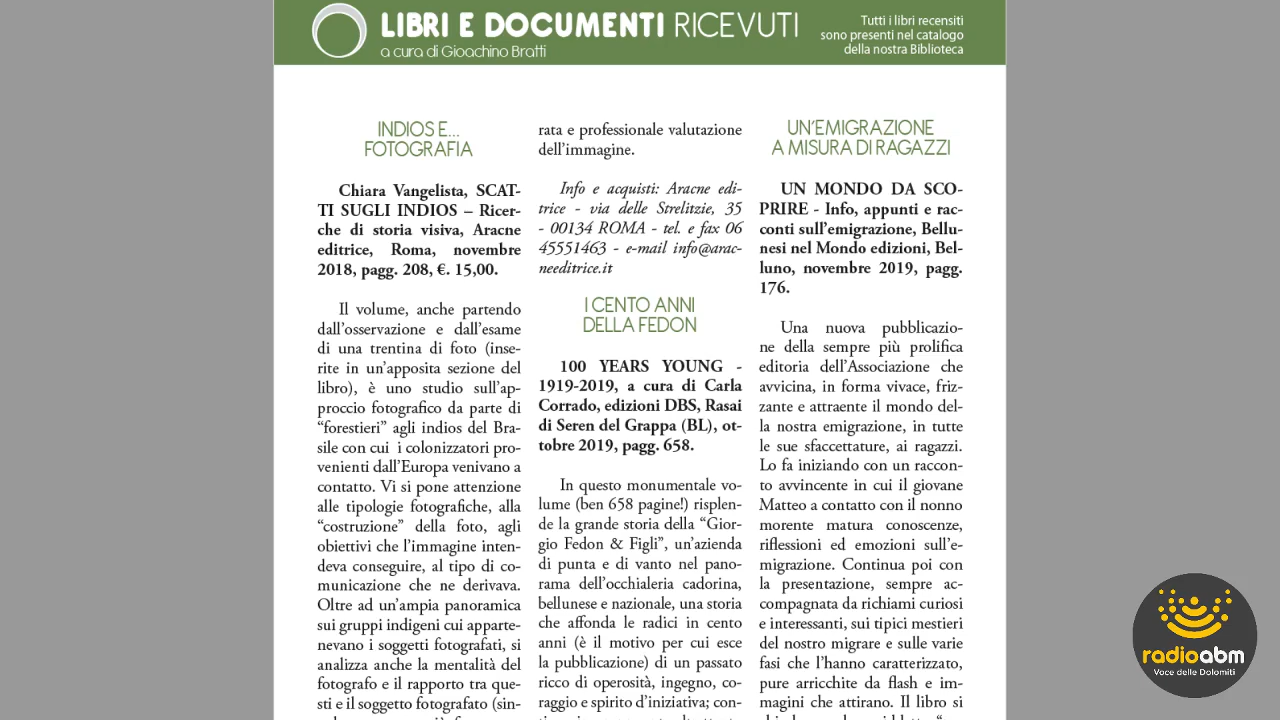 LIBRI E DOCUMENTI RICEVUTI
a cura di Gioachino Bratti
Tutti i libri recensiti
sono presenti nel catalogo
della nostra Biblioteca
INDIOS E...
FOTOGRAFIA
Chiara Vangelista, SCAT-
TI SUGLI INDIOS – Ricer-
che di storia visiva, Aracne
editrice, Roma, novembre
2018, pagg. 208, €. 15,00.
Il volume, anche partendo
dall'osservazione e dall'esame
di una trentina di foto (inse-
rite in un'apposita sezione del
libro), è uno studio sull'ap-
proccio fotografico da parte di
“forestieri” agli indios del Bra-
sile con cui i colonizzatori pro-
venienti dall'Europa venivano a
contatto. Vi si pone attenzione
alle tipologie fotografiche, alla
“costruzione” della foto, agli
obiettivi che l'immagine inten-
deva conseguire, al tipo di co-
municazione che ne derivava.
Oltre ad un'ampia panoramica
sui gruppi indigeni cui apparte-
nevano i soggetti fotografati, si
analizza anche la mentalità del
fotografo e il rapporto tra que-
sti e il soggetto fotografato (sin-
rata e professionale valutazione
dell'immagine.
Info e acquisti: Aracne edi-
trice - via delle Strelitzie, 35
- 00134 ROMA - tel. e fax 06
45551463 - e-mail info@arac-
needitrice.it
I CENTO ANNI
DELLA FEDON
100 YEARS YOUNG -
1919-2019, a cura di Carla
Corrado, edizioni DBS, Rasai
di Seren del Grappa (BL), ot-
tobre 2019, pagg. 658.
In questo monumentale vo-
lume (ben 658 pagine!) risplen-
de la grande storia della “Gior-
gio Fedon & Figli”, un'azienda
di punta e di vanto nel pano-
rama dell'occhialeria cadorina,
bellunese e nazionale, una storia
che affonda le radici in cento
anni (è il motivo per cui esce
la pubblicazione) di un passato
ricco di operosità, ingegno, co-
raggio e spirito d'iniziativa; con-
UN'EMIGRAZIONE
A MISURA DI RAGAZZI
UN MONDO DA SCO-
PRIRE - Info, appunti e rac-
conti sull'emigrazione, Bellu-
nesi nel Mondo edizioni, Bel-
luno, novembre 2019, pagg.
176.
Una nuova pubblicazio-
ne della sempre più prolifica
editoria dell'Associazione che
avvicina, in forma vivace, friz-
zante e attraente il mondo del-
la nostra emigrazione, in tutte
le sue sfaccettature, ai ragazzi.
Lo fa iniziando con un raccon-
to avvincente in cui il giovane
Matteo a contatto con il nonno
morente matura conoscenze,
riflessioni ed emozioni sull'e-
migrazione. Continua poi con
la presentazione, sempre ac-
compagnata da richiami curiosi
e interessanti, sui tipici mestieri
del nostro migrare e sulle varie
fasi che l'hanno caratterizzato,
pure arricchite da flash e im-
magini che attirano. Il libro si
radioabm
Voce delle Dolomiti